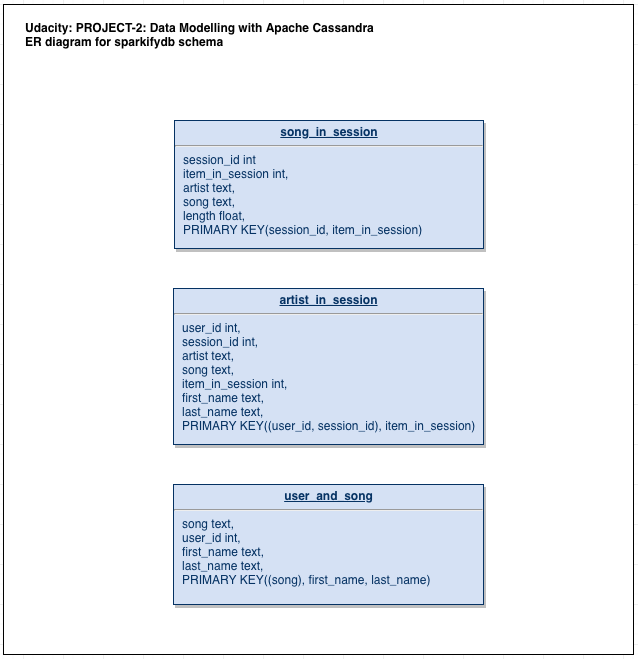 Udacity: PROJECT-2: Data Modelling with Apache Cassandra
ER diagram for sparkifydb schema
song_in_session
session_id int
item_in_session int,
artist text,
song text,
length float,
PRIMARY KEY(session_id, item_in_session)
artist_in_session
user_id int,
session_id int,
artist text,
song text,
item_in_session int,
first_name text,
last_name text,
PRIMARY KEY((user_id, session_id), item_in_session)
user_and_song
song text,
user_id int,
first_name text,
last_name text,
PRIMARY KEY((song), first_name, last_name)